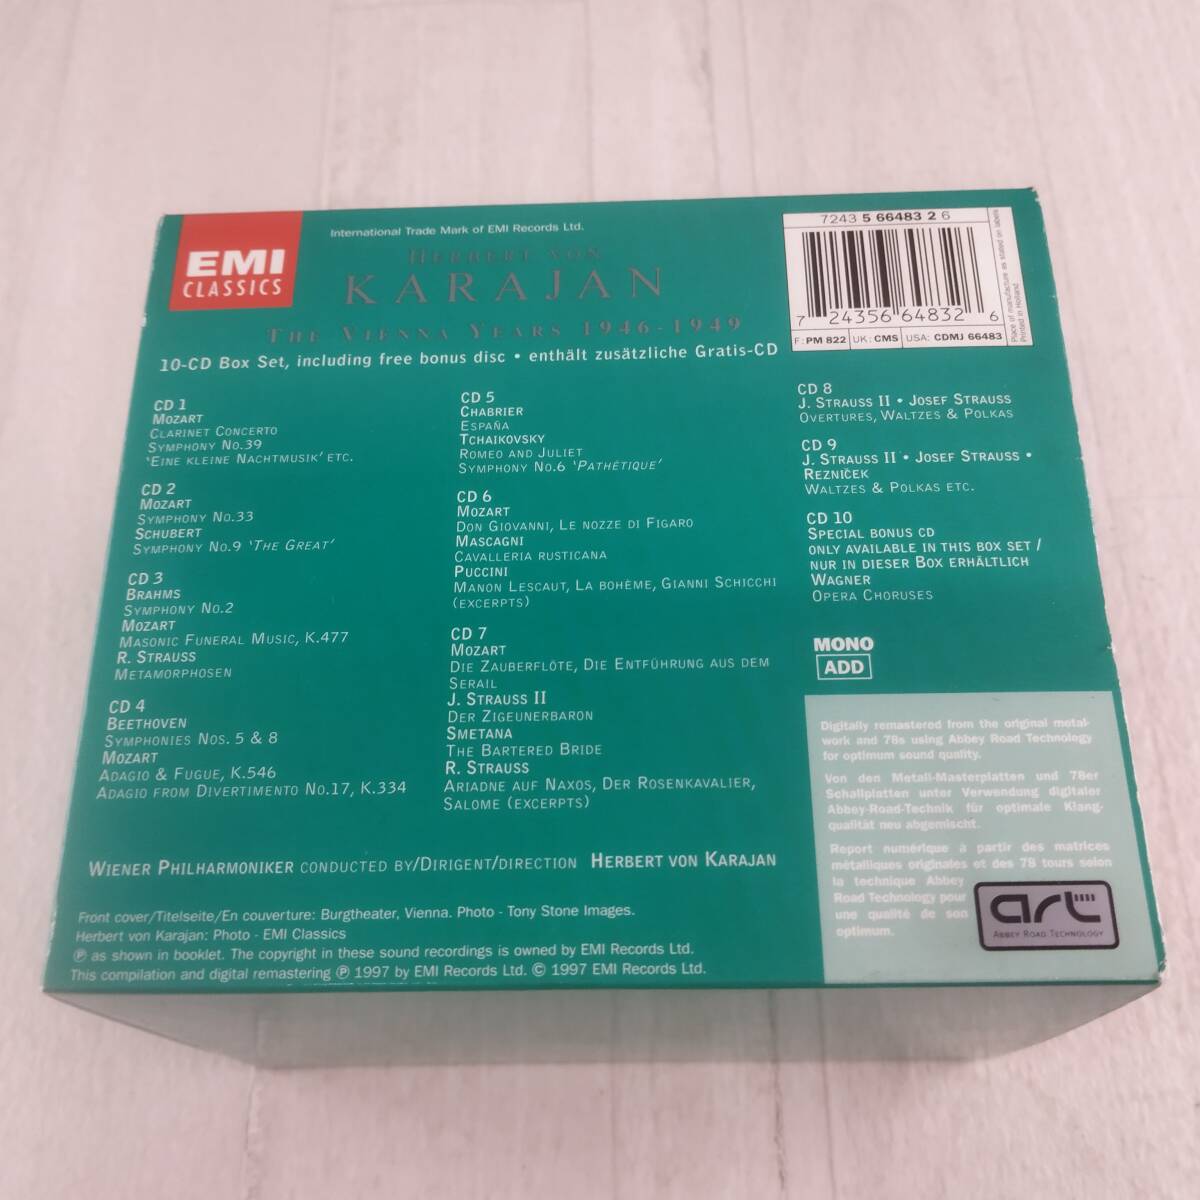 EMI
CLASSICS
International Trade Mark of EMI Records Ltd.
HERBERT VON
KARAJAN
THE VIENNA YEARS 1946-1949
10-CD Box Set, including free bonus disc • enthält zusätzliche Gratis-CD
7243 5 66483 2 6
7 24356 64832 6
F: PM 822 UK: CMS USA: CDMJ 66483
Place of manufacture as stated on labels
Printed in Holland
CD 1
MOZART
CLARINET CONCERTO
SYMPHONY NO.39
'EINE KLEINE NACHTMUSIK' ETC.
CD 2
MOZART
SYMPHONY NO.33
SCHUBERT
SYMPHONY NO.9 'THE GREAT'
CD 3
BRAHMS
SYMPHONY NO.2
MOZART
MASONIC FUNERAL MUSIC, K.477
R. STRAUSS
METAMORPHOSEN
CD 4
BEETHOVEN
SYMPHONIES NOS. 5 & 8
MOZART
ADAGIO & FUGUE, K.546
ADAGIO FROM DIVERTIMENTO NO.17, K.334
CD 5
CHABRIER
ESPAÑA
TCHAIKOVSKY
ROMEO AND JULIET
SYMPHONY NO.6 'PATHÉTIQUE'
CD 6
MOZART
DON GIOVANNI, LE NOZZE DI FIGARO
MASCAGNI
CAVALLERIA RUSTICANA
PUCCINI
MANON LESCAUT, LA BOHÈME, GIANNI SCHICCHI
(EXCERPTS)
CD 7
MOZART
DIE ZAUBERFLÖTE, DIE ENTFÜHRUNG AUS DEM
SERAIL
J. STRAUSS II
DER ZIGEUNERBARON
SMETANA
THE BARTERED BRIDE
R. STRAUSS
ARIADNE AUF NAXOS, DER ROSENKAVALIER,
SALOME (EXCERPTS)
CD 8
J. STRAUSS II • JOSEF STRAUSS
OVERTURES, WALTZES & POLKAS
CD 9
J. STRAUSS II • JOSEF STRAUSS •
REZNIČEK
WALTZES & POLKAS ETC.
CD 10
SPECIAL BONUS CD
ONLY AVAILABLE IN THIS BOX SET /
NUR IN DIESER BOX ERHÄLTLICH
WAGNER
OPERA CHORUSES
MONO
ADD
Digitally remastered from the original metal-
work and 78s using Abbey Road Technology
for optimum sound quality.
Von den Metall-Masterplatten und 78er
Schallplatten unter Verwendung digitaler
Abbey-Road-Technik für optimale Klang-
qualität neu abgemischt.
Report numérique à partir des matrices
métalliques originales et des 78 tours selon
la technique Abbey
Road Technology pour
une qualité de son
optimum.
art
ABBEY ROAD TECHNOLOGY
WIENER PHILHARMONIKER CONDUCTED BY/DIRIGENT/DIRECTION HERBERT VON KARAJAN
Front cover/Titelseite/En couverture: Burgtheater, Vienna. Photo - Tony Stone Images.
Herbert von Karajan: Photo - EMI Classics
℗ as shown in booklet. The copyright in these sound recordings is owned by EMI Records Ltd.
This compilation and digital remastering ℗ 1997 by EMI Records Ltd. © 1997 EMI Records Ltd.